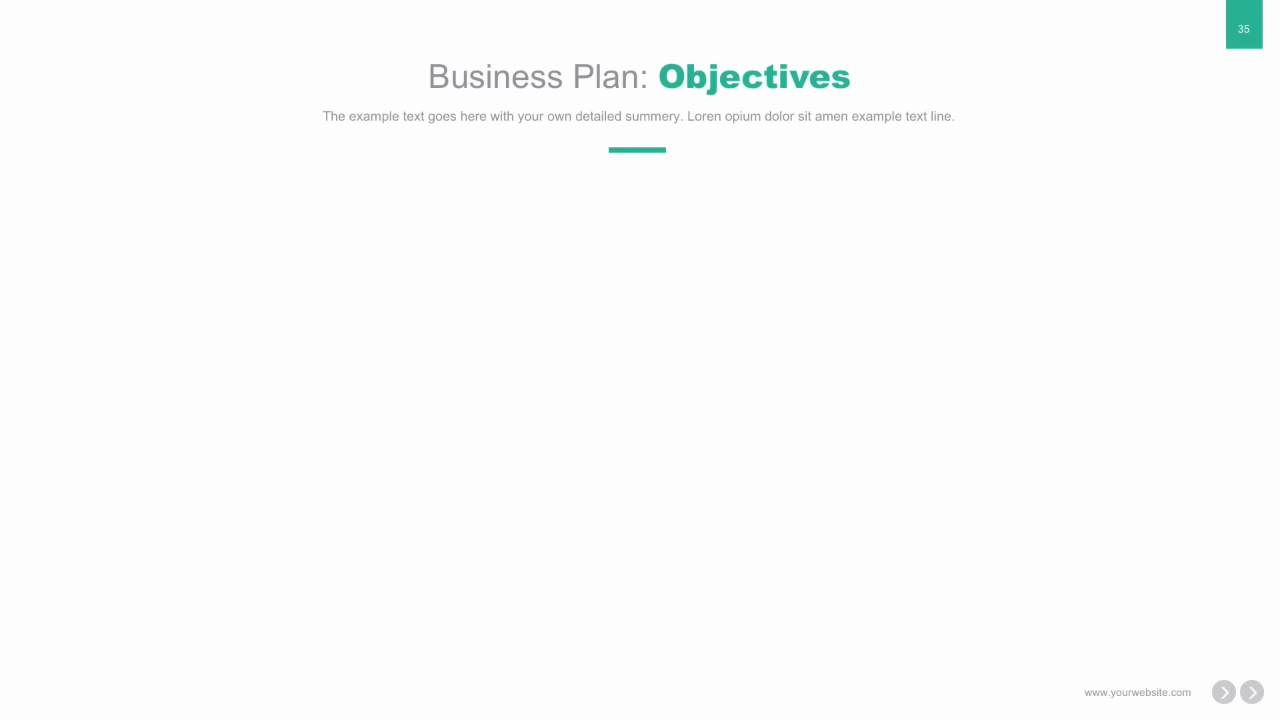 35
Business Plan: Objectives
The example text goes here with your own detailed summery. Loren opium dolor sit amen example text line.
www.yourwebsite.com